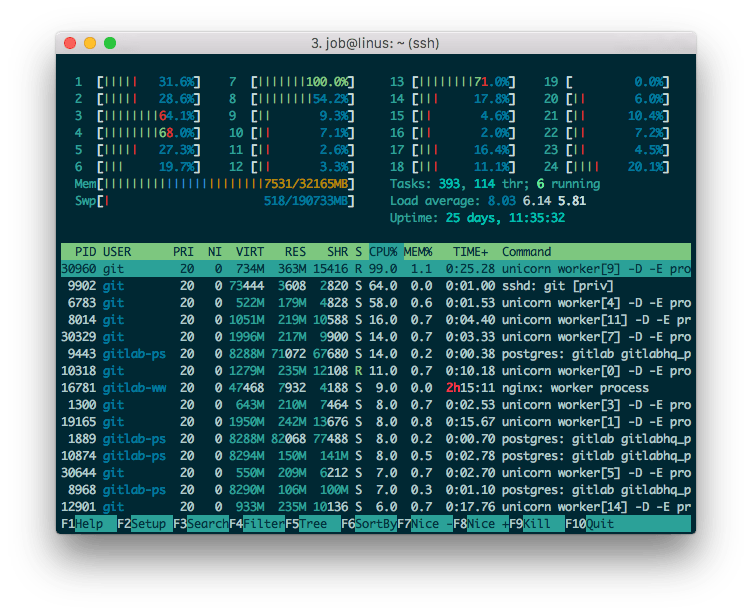 3. job@linus: ~ (ssh)
1 [||||| 31.6%] 7 [|||||||100.0%] 13 [||||||||71.0%] 19 [ 0.0%]
2 [||||| 28.6%] 8 [||||||||54.2%] 14 [||| 17.8%] 20 [|| 6.0%]
3 [||||||||64.1%] 9 [|| 9.3%] 15 [|| 4.6%] 21 [|| 10.4%]
4 [||||||||68.0%] 10 [|| 7.1%] 16 [|| 2.0%] 22 [|| 7.2%]
5 [||||| 27.3%] 11 [|| 2.6%] 17 [||| 16.4%] 23 [|| 4.5%]
6 [||| 19.7%] 12 [|| 3.3%] 18 [||| 11.1%] 24 [|||| 20.1%]
Mem[|||||||||||||||||||||||7531/32165MB] Tasks: 393, 114 thr; 6 running
Swp[| 518/190733MB] Load average: 8.03 6.14 5.81
Uptime: 25 days, 11:35:32
PID USER PRI NI VIRT RES SHR S CPU% MEM% TIME+ Command
30960 git 20 0 734M 363M 15416 R 99.0 1.1 0:25.28 unicorn worker[9] -D -E pro
9902 git 20 0 73444 3608 2820 S 64.0 0.0 0:01.00 sshd: git [priv]
6783 git 20 0 522M 179M 4828 S 58.0 0.6 0:01.53 unicorn worker[4] -D -E pro
8014 git 20 0 1051M 219M 10588 S 16.0 0.7 0:04.40 unicorn worker[11] -D -E pr
30329 git 20 0 1996M 217M 9900 S 14.0 0.7 0:03.33 unicorn worker[7] -D -E pro
9443 gitlab-ps 20 0 8288M 71072 67680 S 14.0 0.2 0:00.38 postgres: gitlab gitlabhq_p
10318 git 20 0 1279M 235M 12108 R 11.0 0.7 0:10.18 unicorn worker[0] -D -E pro
16781 gitlab-ww 20 0 47468 7932 4188 S 9.0 0.0 2h15:11 nginx: worker process
1300 git 20 0 643M 210M 7464 S 8.0 0.7 0:02.53 unicorn worker[3] -D -E pro
19165 git 20 0 1950M 242M 13676 S 8.0 0.8 0:15.67 unicorn worker[1] -D -E pro
1889 gitlab-ps 20 0 8288M 82068 77488 S 8.0 0.2 0:00.70 postgres: gitlab gitlabhq_p
10874 gitlab-ps 20 0 8294M 150M 141M S 8.0 0.5 0:02.78 postgres: gitlab gitlabhq_p
30644 git 20 0 550M 209M 6212 S 7.0 0.7 0:02.70 unicorn worker[5] -D -E pro
8968 gitlab-ps 20 0 8290M 106M 100M S 7.0 0.3 0:01.10 postgres: gitlab gitlabhq_p
12901 git 20 0 933M 235M 10136 S 6.0 0.7 0:17.76 unicorn worker[14] -D -E pr
F1Help F2Setup F3SearchF4FilterF5Tree F6SortByF7Nice -F8Nice +F9Kill F10Quit